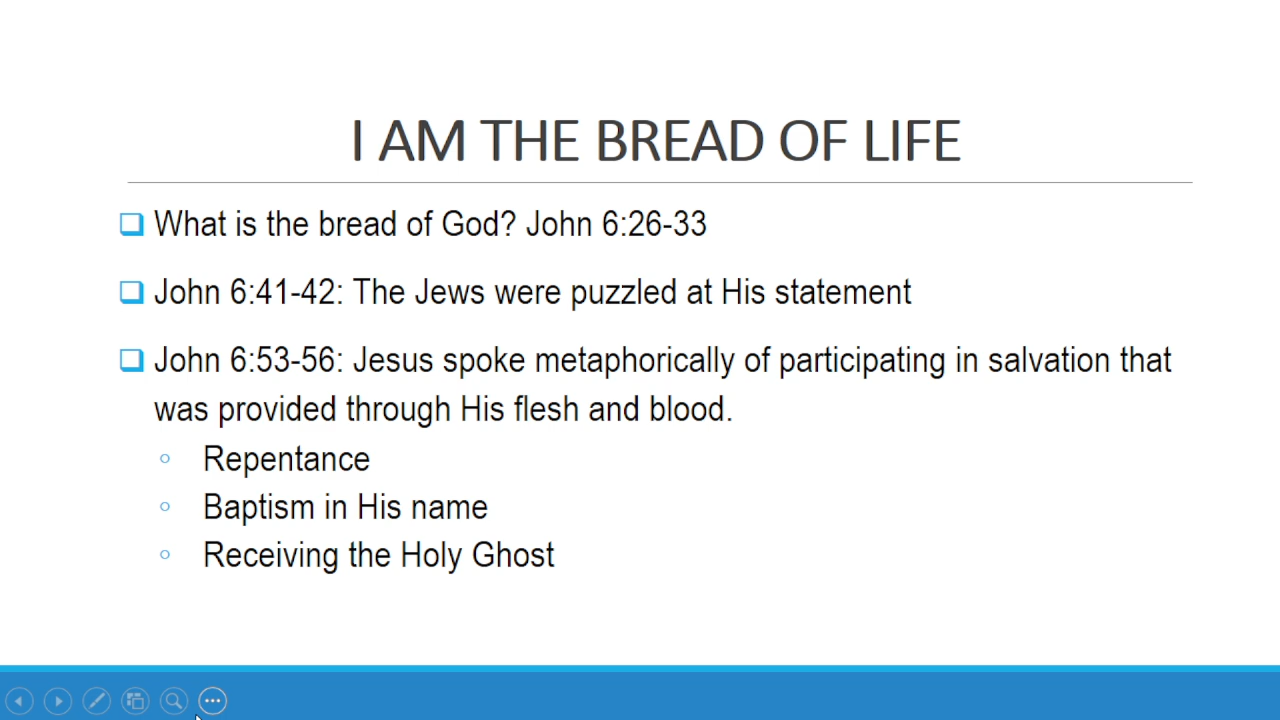 I AM THE BREAD OF LIFE
What is the bread of God? John 6:26-33
John 6:41-42: The Jews were puzzled at His statement
John 6:53-56: Jesus spoke metaphorically of participating in salvation that
was provided through His flesh and blood.
Repentance
Baptism in His name
Receiving the Holy Ghost